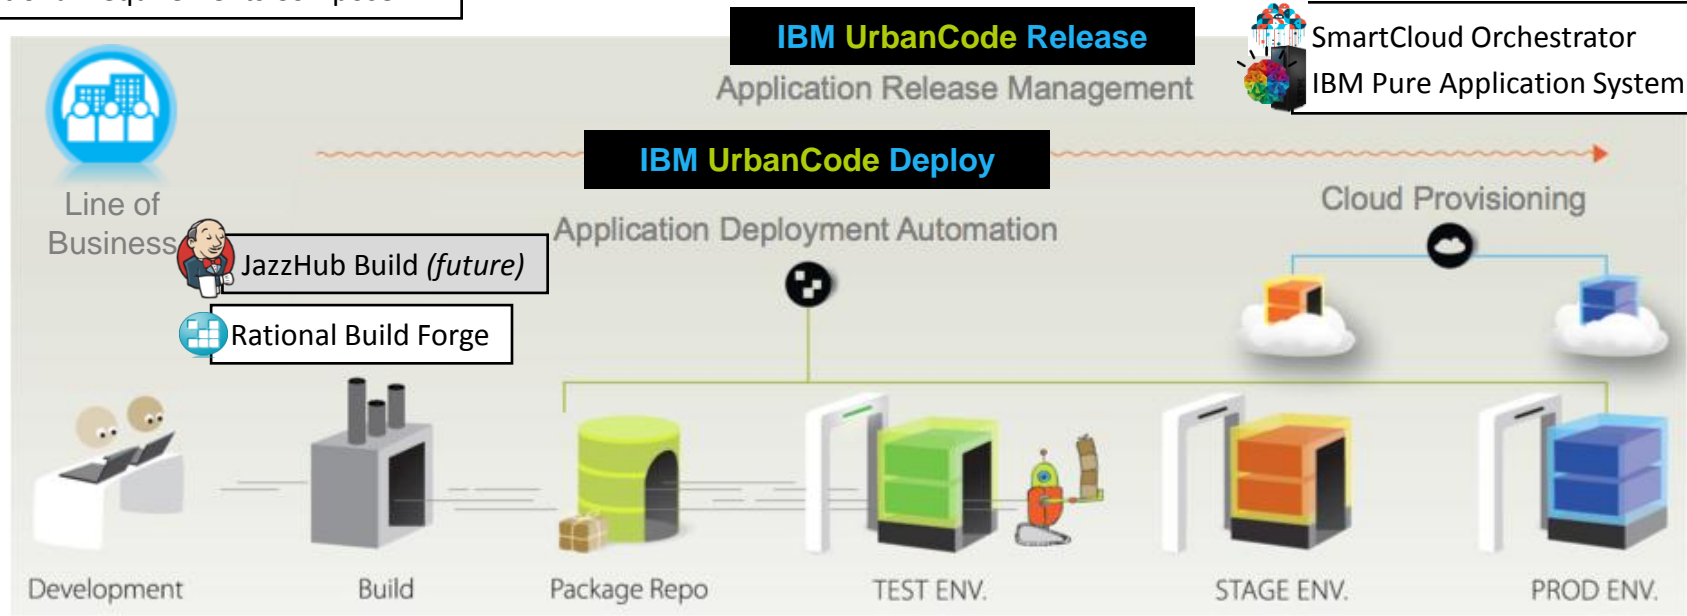 IBM UrbanCode Release
Application Release Management
SmartCloud Orchestrator
IBM Pure Application System
IBM UrbanCode Deploy
Line of
Business
Cloud Provisioning
Application Deployment Automation
JazzHub Build (future)
Rational Build Forge
Development
Build
Package Repo
TEST ENV.
STAGE ENV.
PROD ENV.